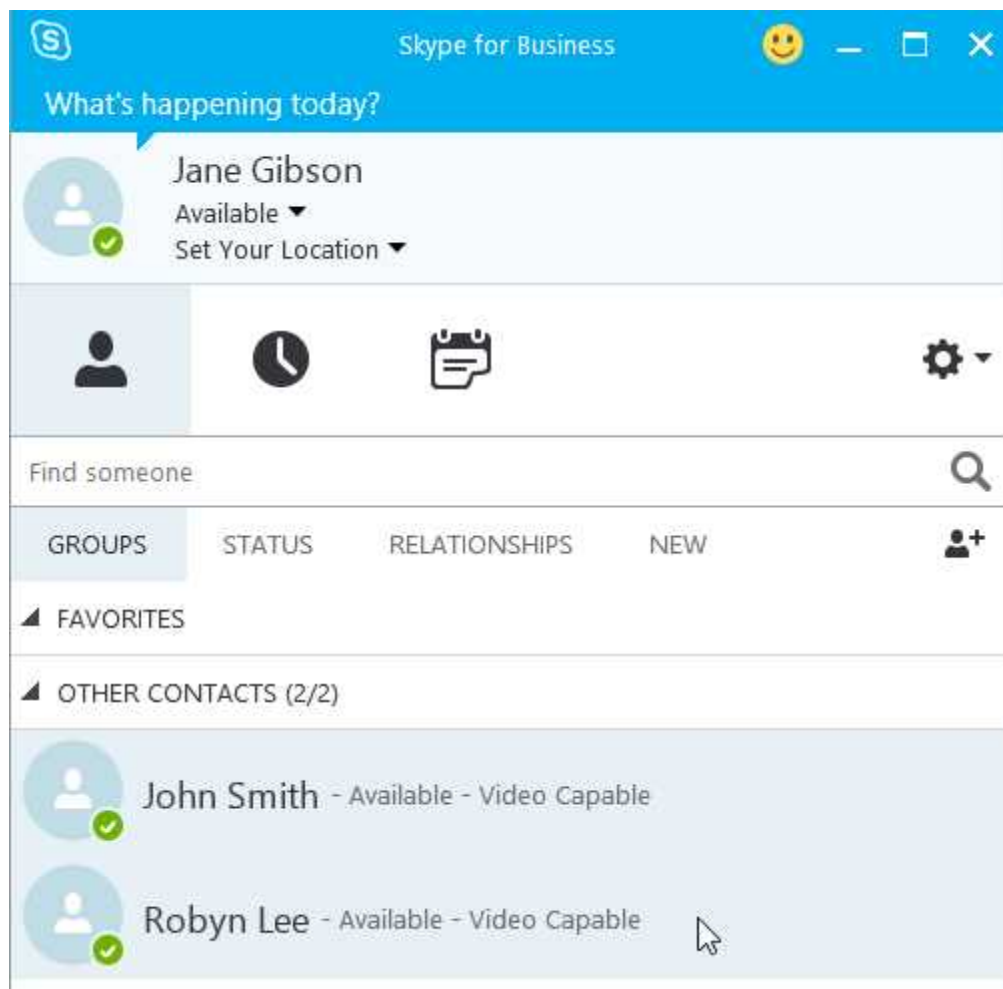 Skype for Business
What's happening today?
Jane Gibson
Available
Set Your Location
Find someone
GROUPS STATUS RELATIONSHIPS NEW
FAVORITES
OTHER CONTACTS (2/2)
John Smith - Available - Video Capable
Robyn Lee - Available - Video Capable